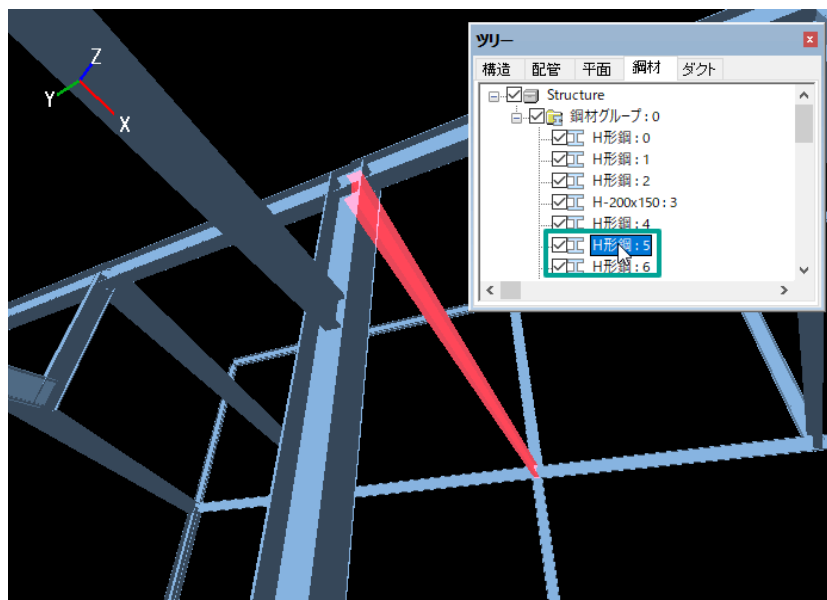 Z
Y
X
ツリー
構造 配管 平面 鋼材 ダクト
Structure
鋼材グループ : 0
H形鋼 : 0
H形鋼 : 1
H形鋼 : 2
H-200x150 : 3
H形鋼 : 4
H形鋼 : 5
H形鋼 : 6